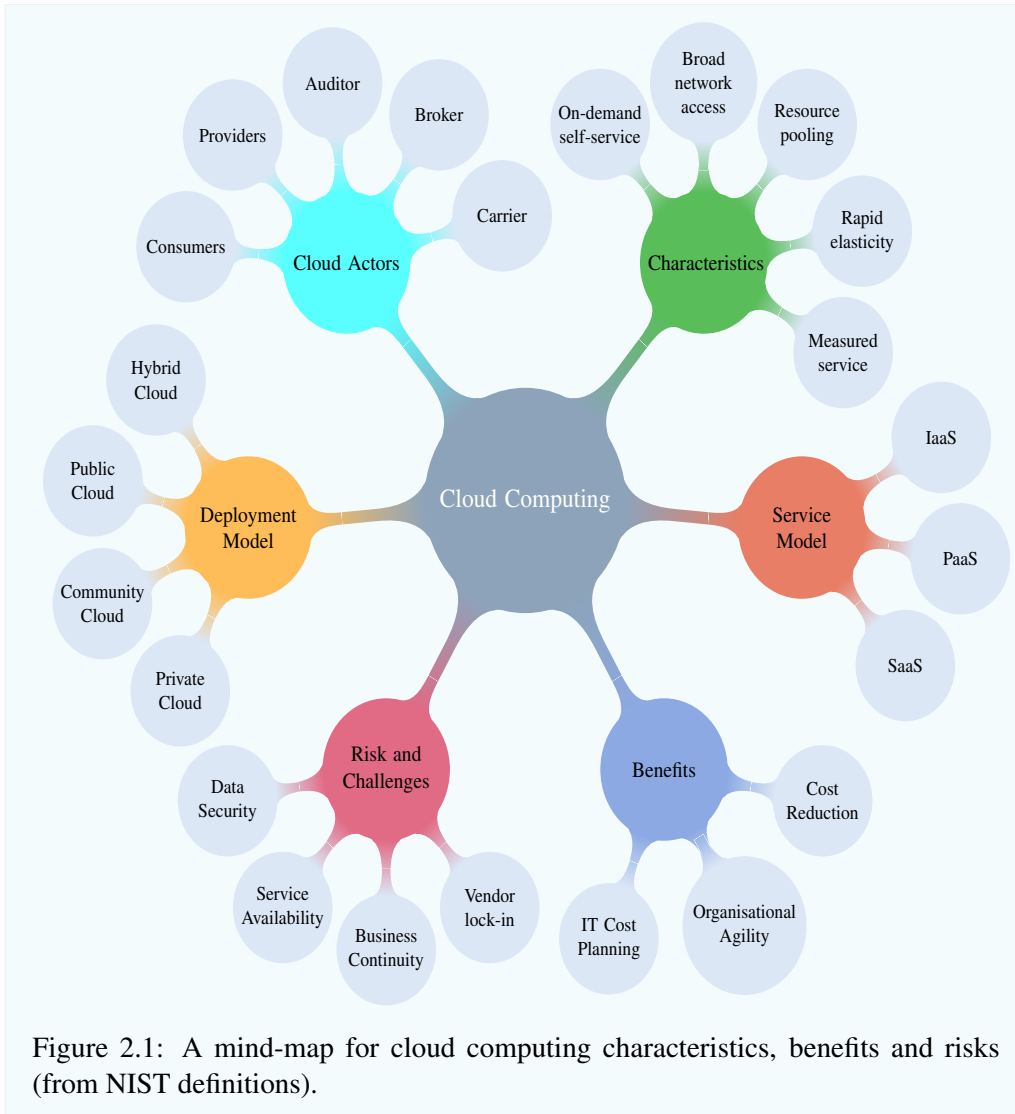 Auditor
Broker
Providers
Carrier
Consumers
Cloud Actors
Broad
network
access
On-demand
self-service
Resource
pooling
Rapid
elasticity
Measured
service
Characteristics
Hybrid
Cloud
Public
Cloud
Community
Cloud
Private
Cloud
Deployment
Model
Cloud Computing
IaaS
PaaS
SaaS
Service
Model
Risk and
Challenges
Data
Security
Service
Availability
Business
Continuity
Vendor
lock-in
Benefits
Cost
Reduction
Organisational
Agility
IT Cost
Planning
Figure 2.1: A mind-map for cloud computing characteristics, benefits and risks
(from NIST definitions).